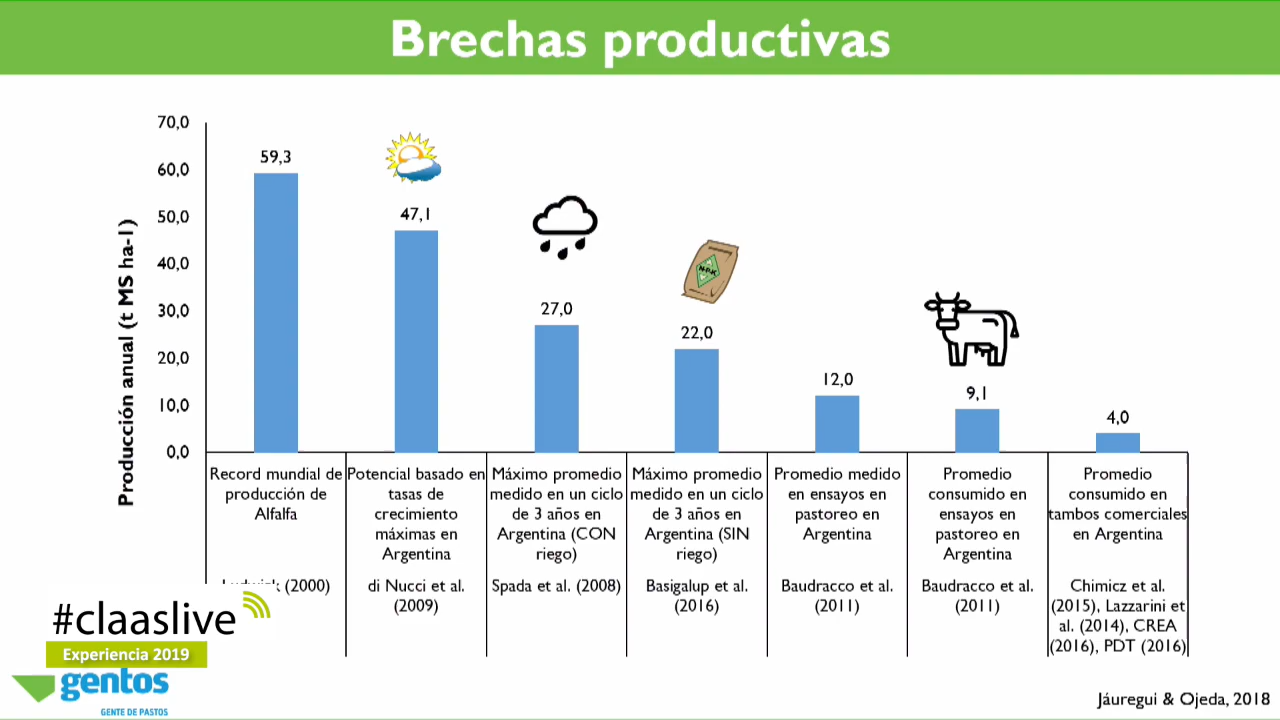 Brechas productivas
Producción anual (t MS ha-1)
70,0
60,0
50,0
40,0
30,0
20,0
10,0
0,0
59,3
47,1
27,0
22,0
12,0
9,1
4,0
N-P-K
Record mundial de
producción de
Alfalfa
(2000)
Potencial basado en
tasas de
crecimiento
máximas en
Argentina
di Nucci et al.
(2009)
Máximo promedio
medido en un ciclo
de 3 años en
Argentina (CON
riego)
Spada et al. (2008)
Máximo promedio
medido en un ciclo
de 3 años en
Argentina (SIN
riego)
Basigalup et al.
(2016)
Promedio medido
en ensayos en
pastoreo en
Argentina
Baudracco et al.
(2011)
Promedio
consumido en
ensayos en
pastoreo en
Argentina
Baudracco et al.
(2011)
Promedio
consumido en
tambos comerciales
en Argentina
Chimicz et al.
(2015), Lazzarini et
al. (2014), CREA
(2016), PDT (2016)
#claaslive
Experiencia 2019
gentos
GENTE DE PASTOS
Jáuregui & Ojeda, 2018